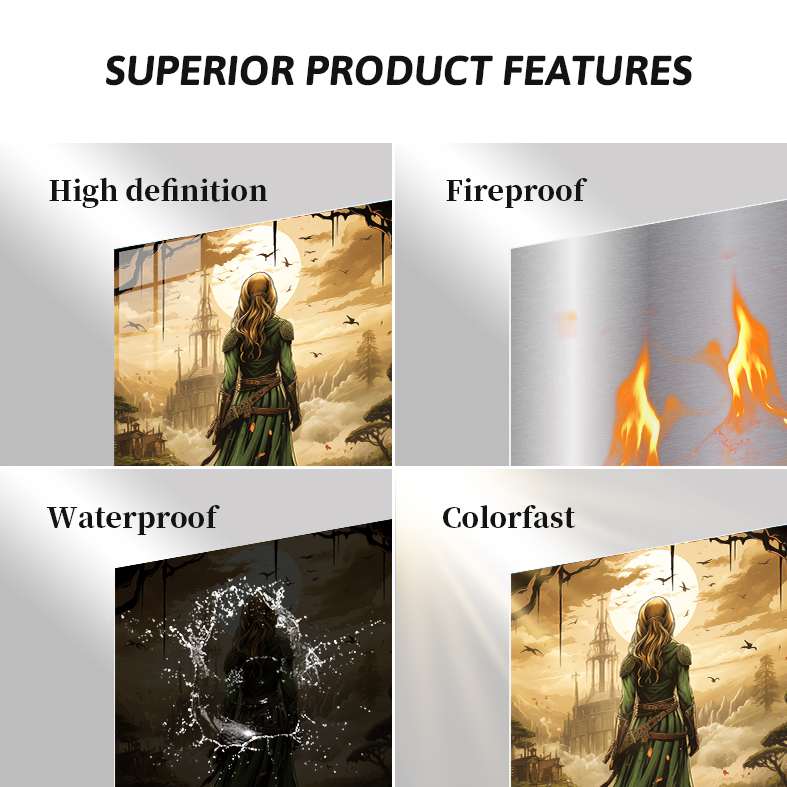 SUPERIOR PRODUCT FEATURES
High definition
Fireproof
Waterproof
Colorfast